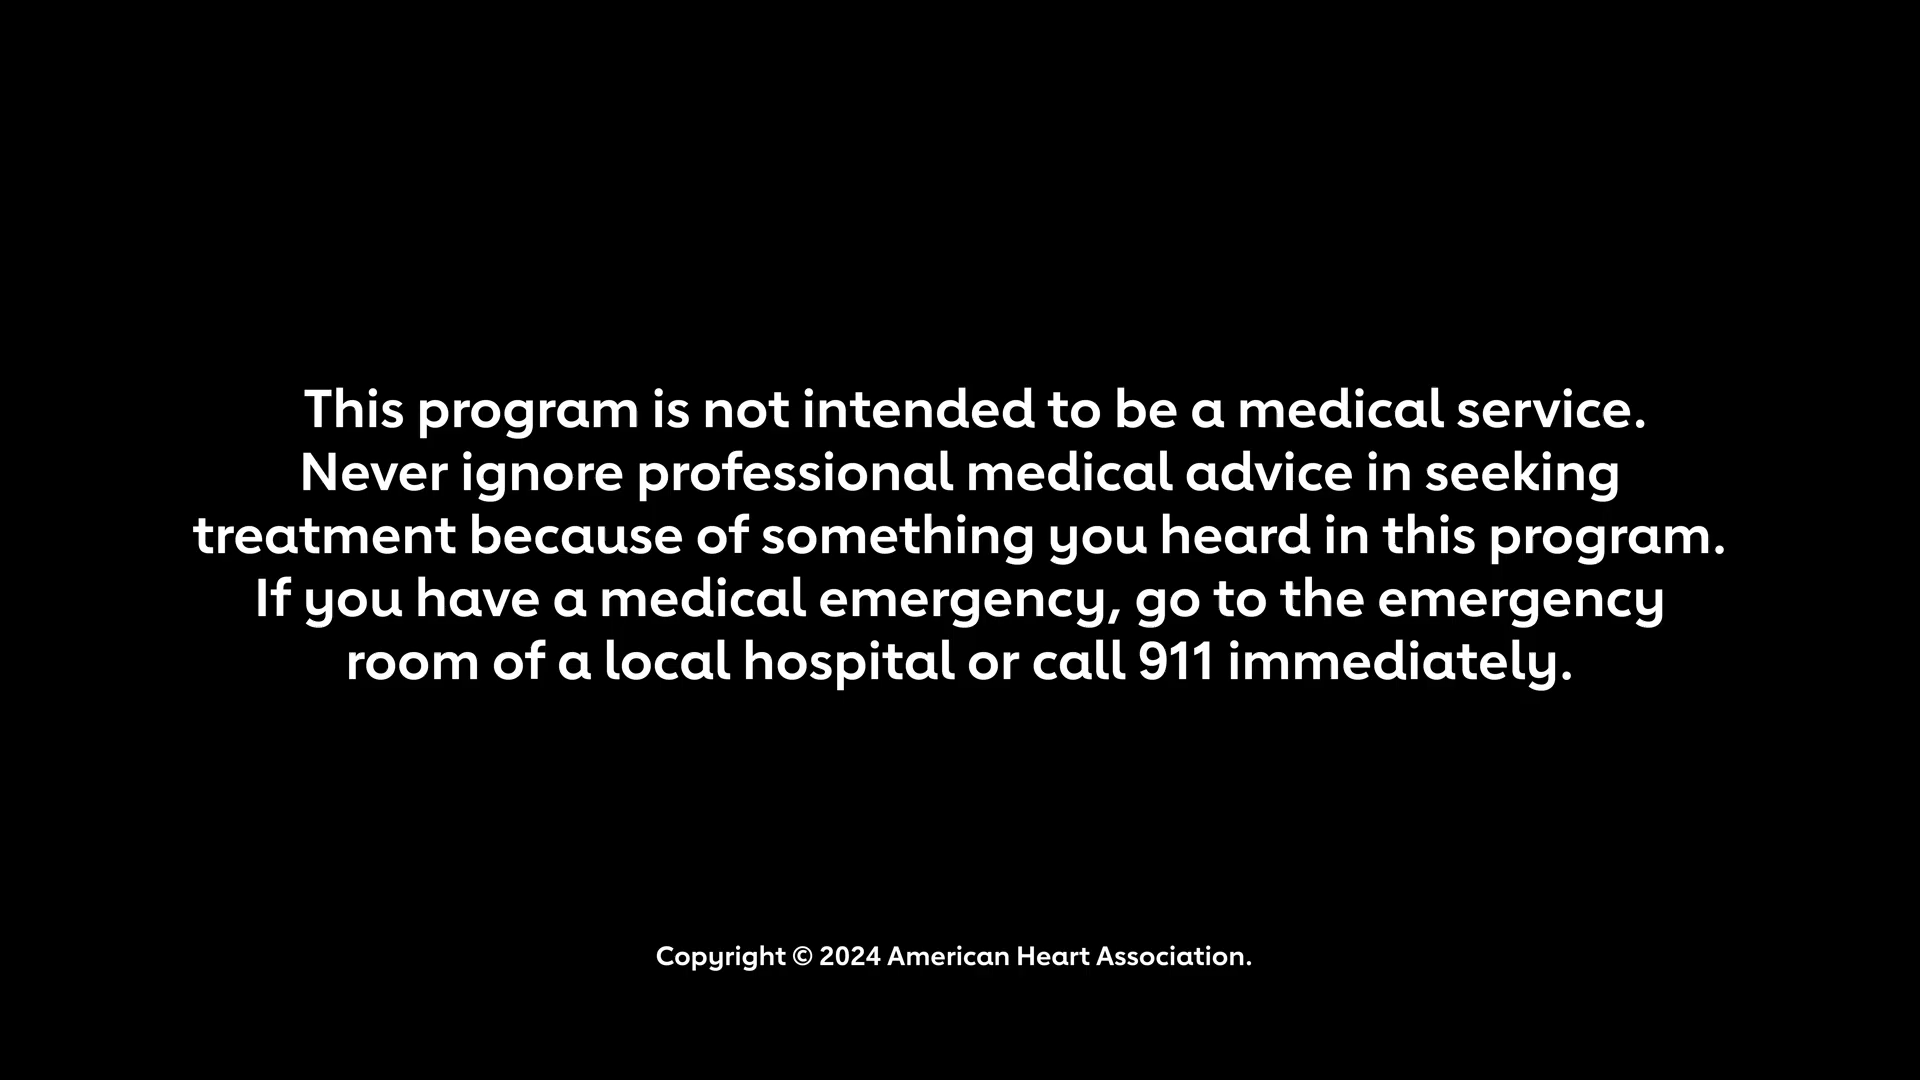 This program is not intended to be a medical service.
Never ignore professional medical advice in seeking
treatment because of something you heard in this program.
If you have a medical emergency, go to the emergency
room of a local hospital or call 911 immediately.
Copyright © 2024 American Heart Association.